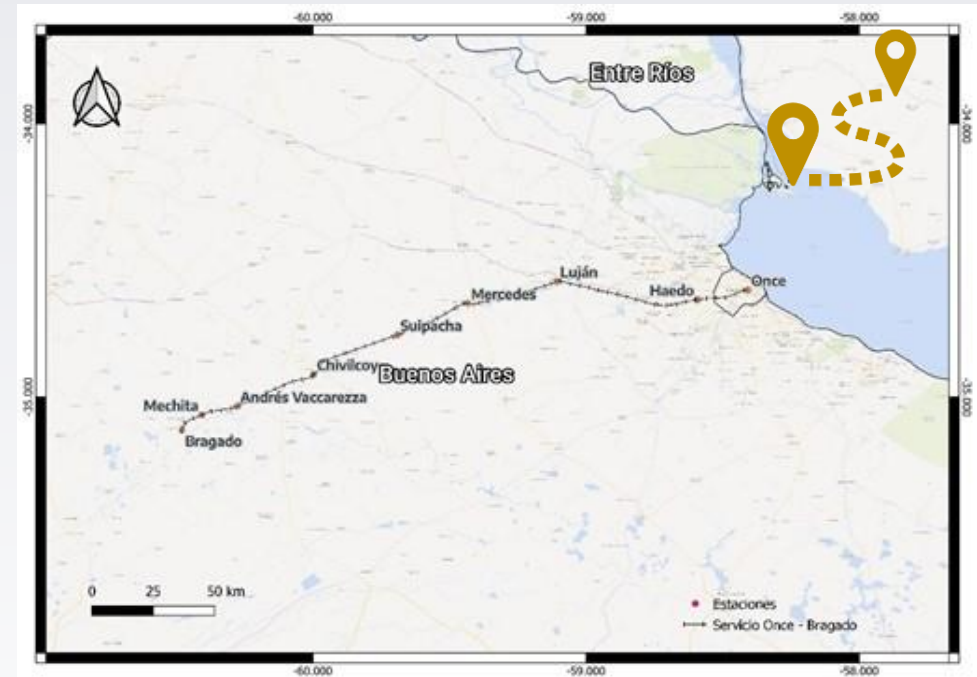 -60.000
-59.000
-58.000
Entre Ríos
-34.000
-34.000
Luján
Once
Haedo
Mercedes
Suipacha
Chivilcoy
Buenos Aires
Andrés Vaccarezza
Mechita
Bragado
-35.000
-35.000
0 25 50 km
Estaciones
Servicio Once - Bragado
-60.000
-59.000
-58.000